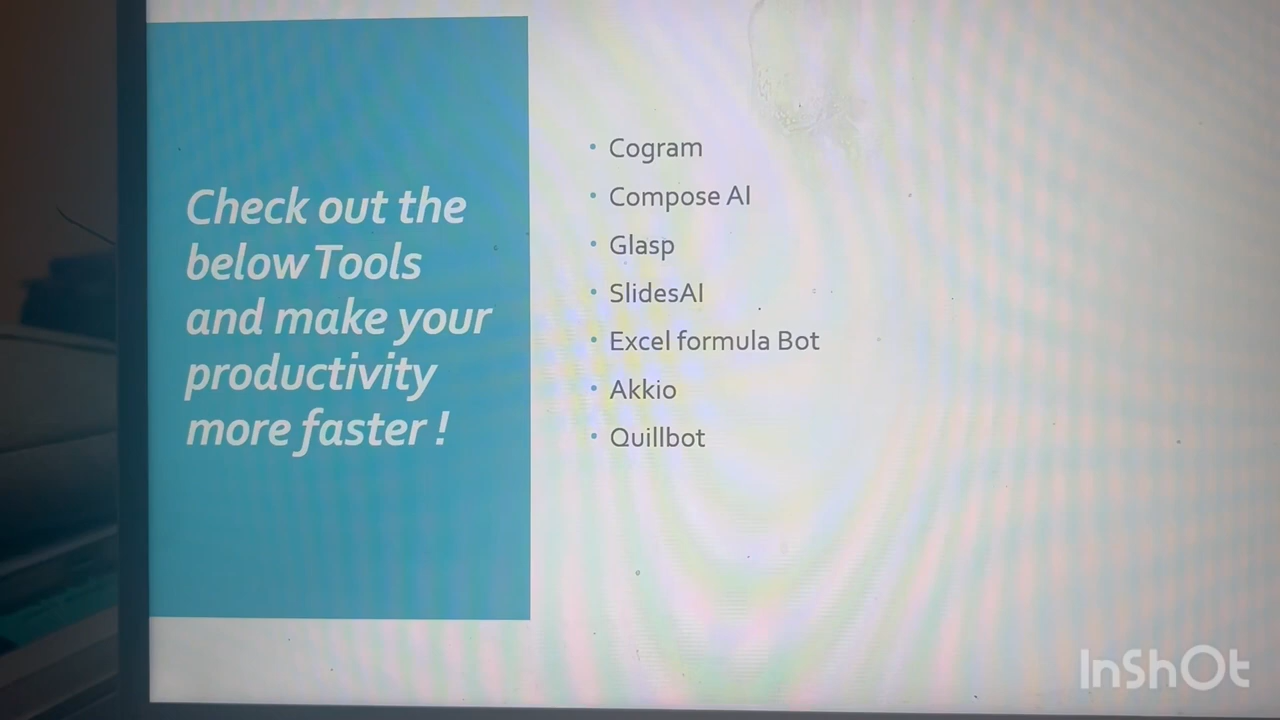 Check out the
below Tools
and make your
productivity
more faster !
Cogram
Compose AI
Glasp
SlidesAI
Excel formula Bot
Akkio
Quillbot
InShOt